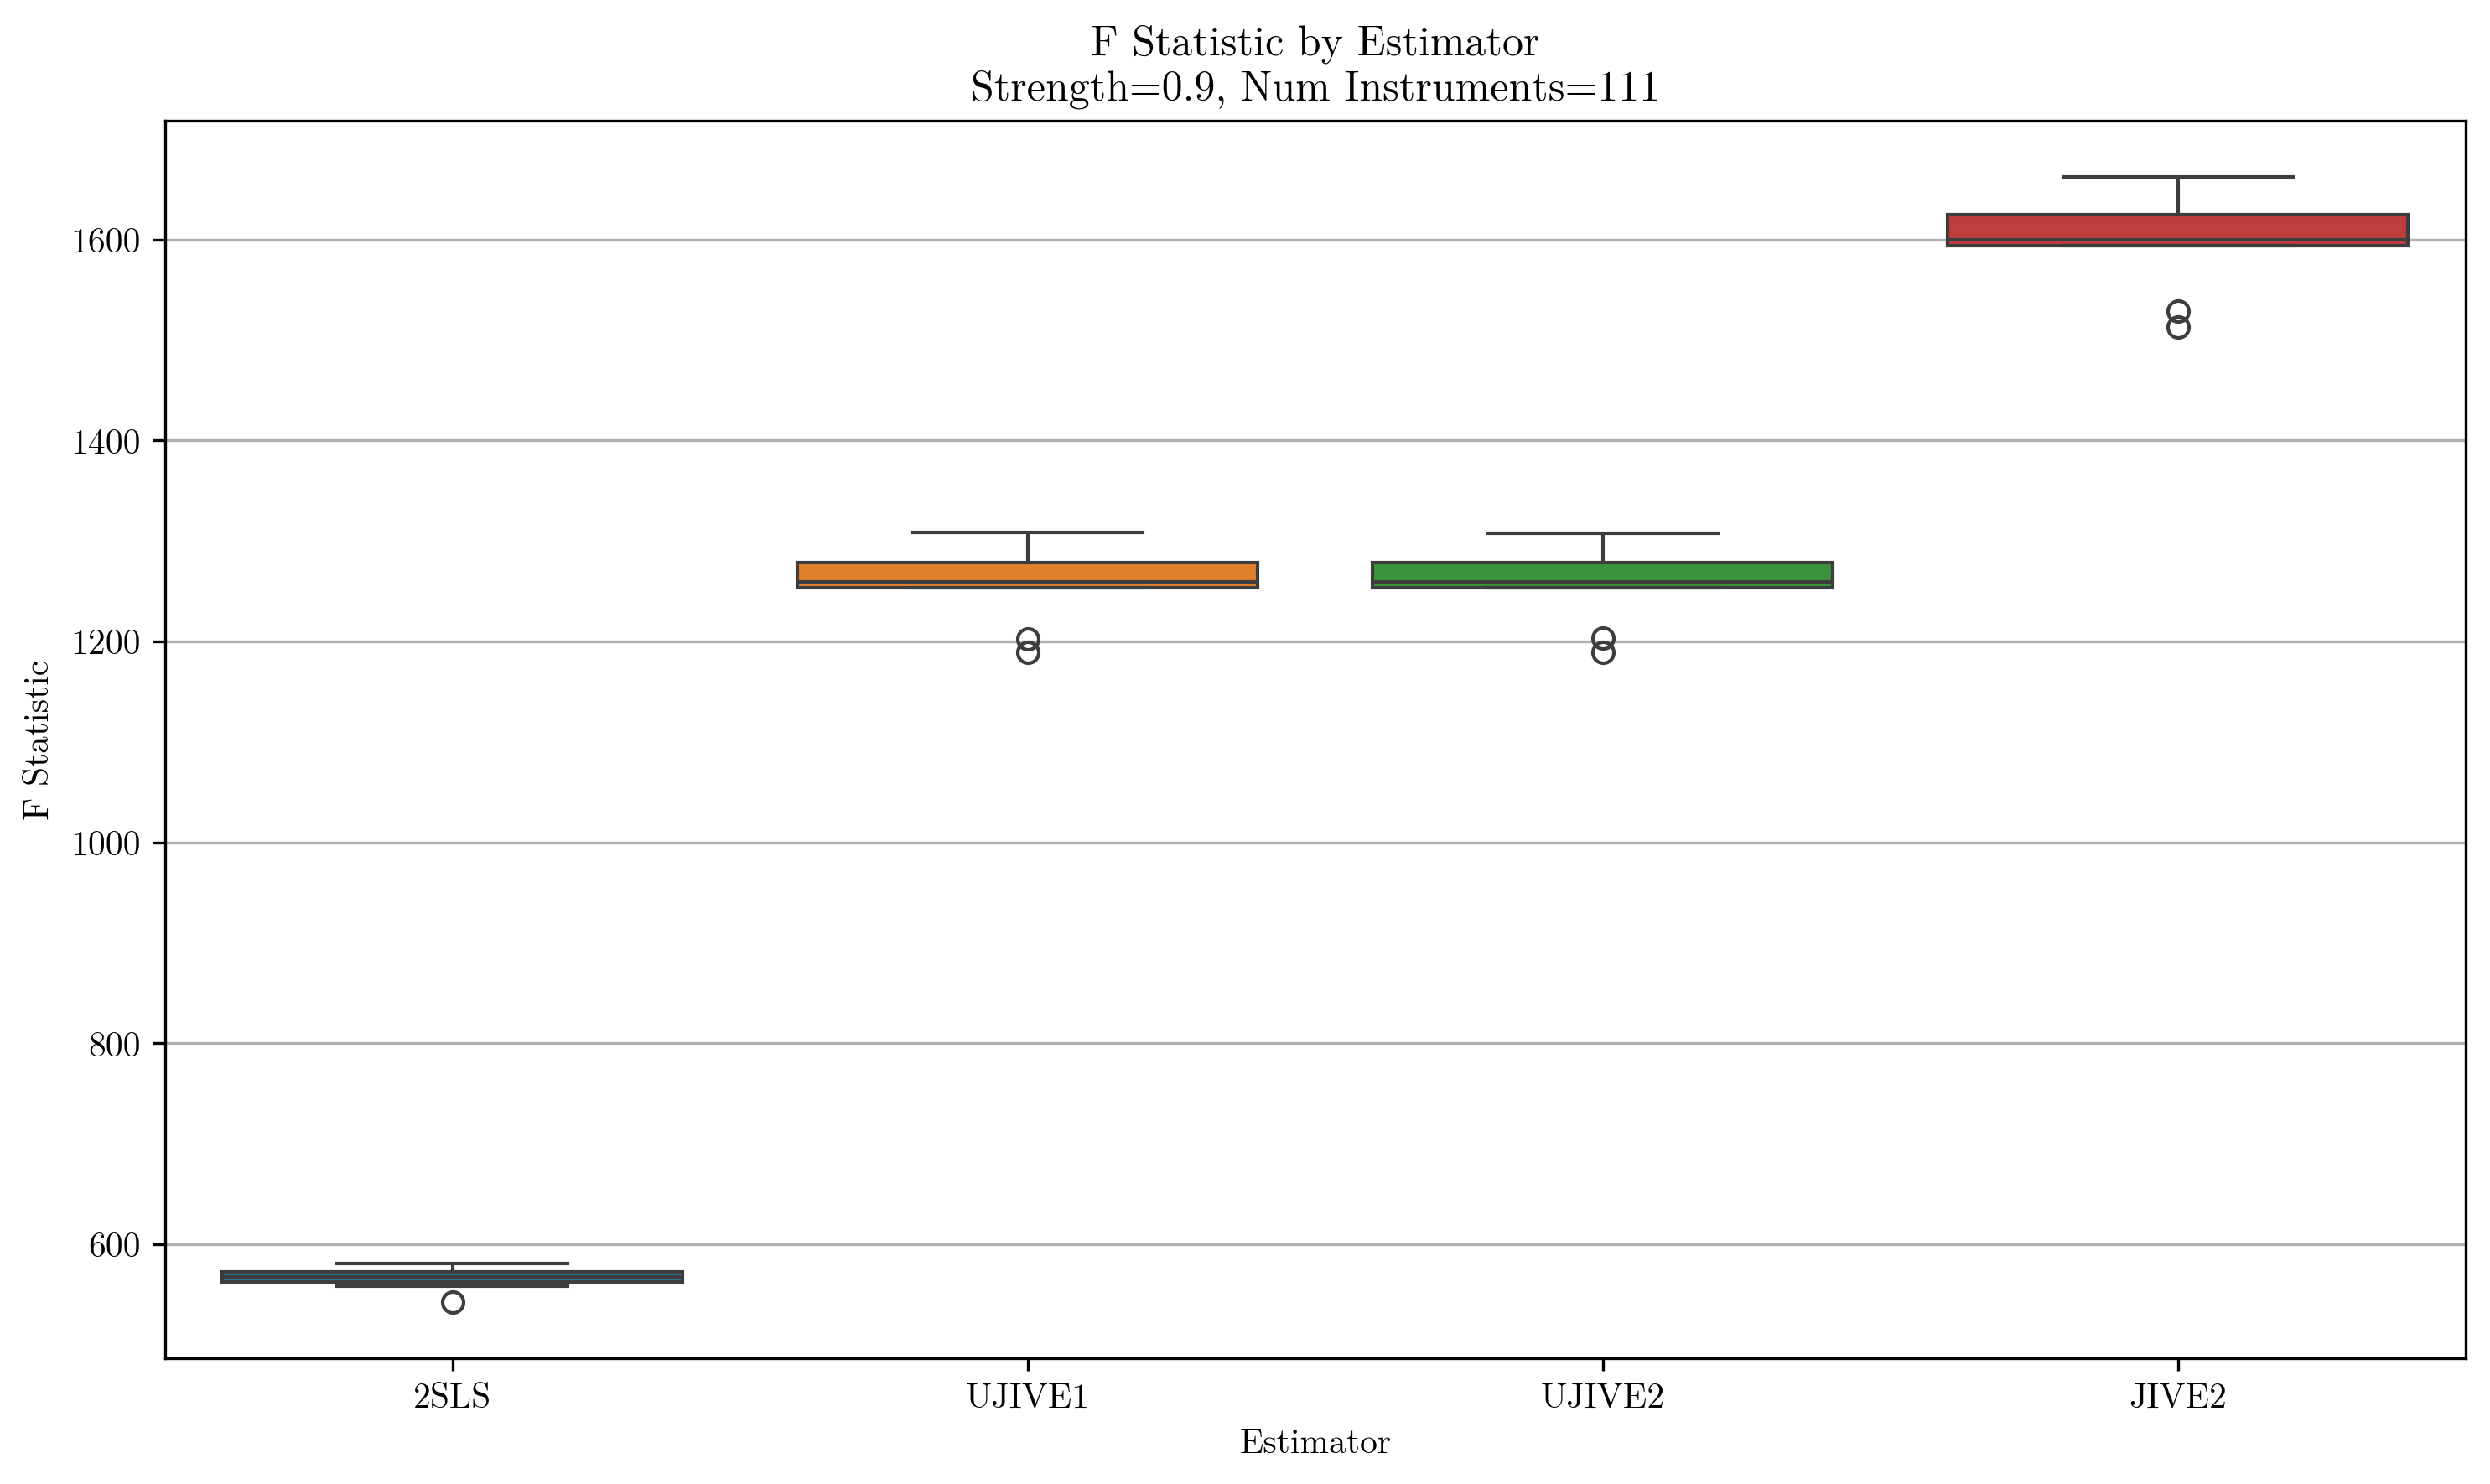 F Statistic by Estimator
Strength=0.9, Num Instruments=111
F Statistic
1600
1400
1200
1000
800
600
2SLS
UJIVE1
UJIVE2
JIVE2
Estimator